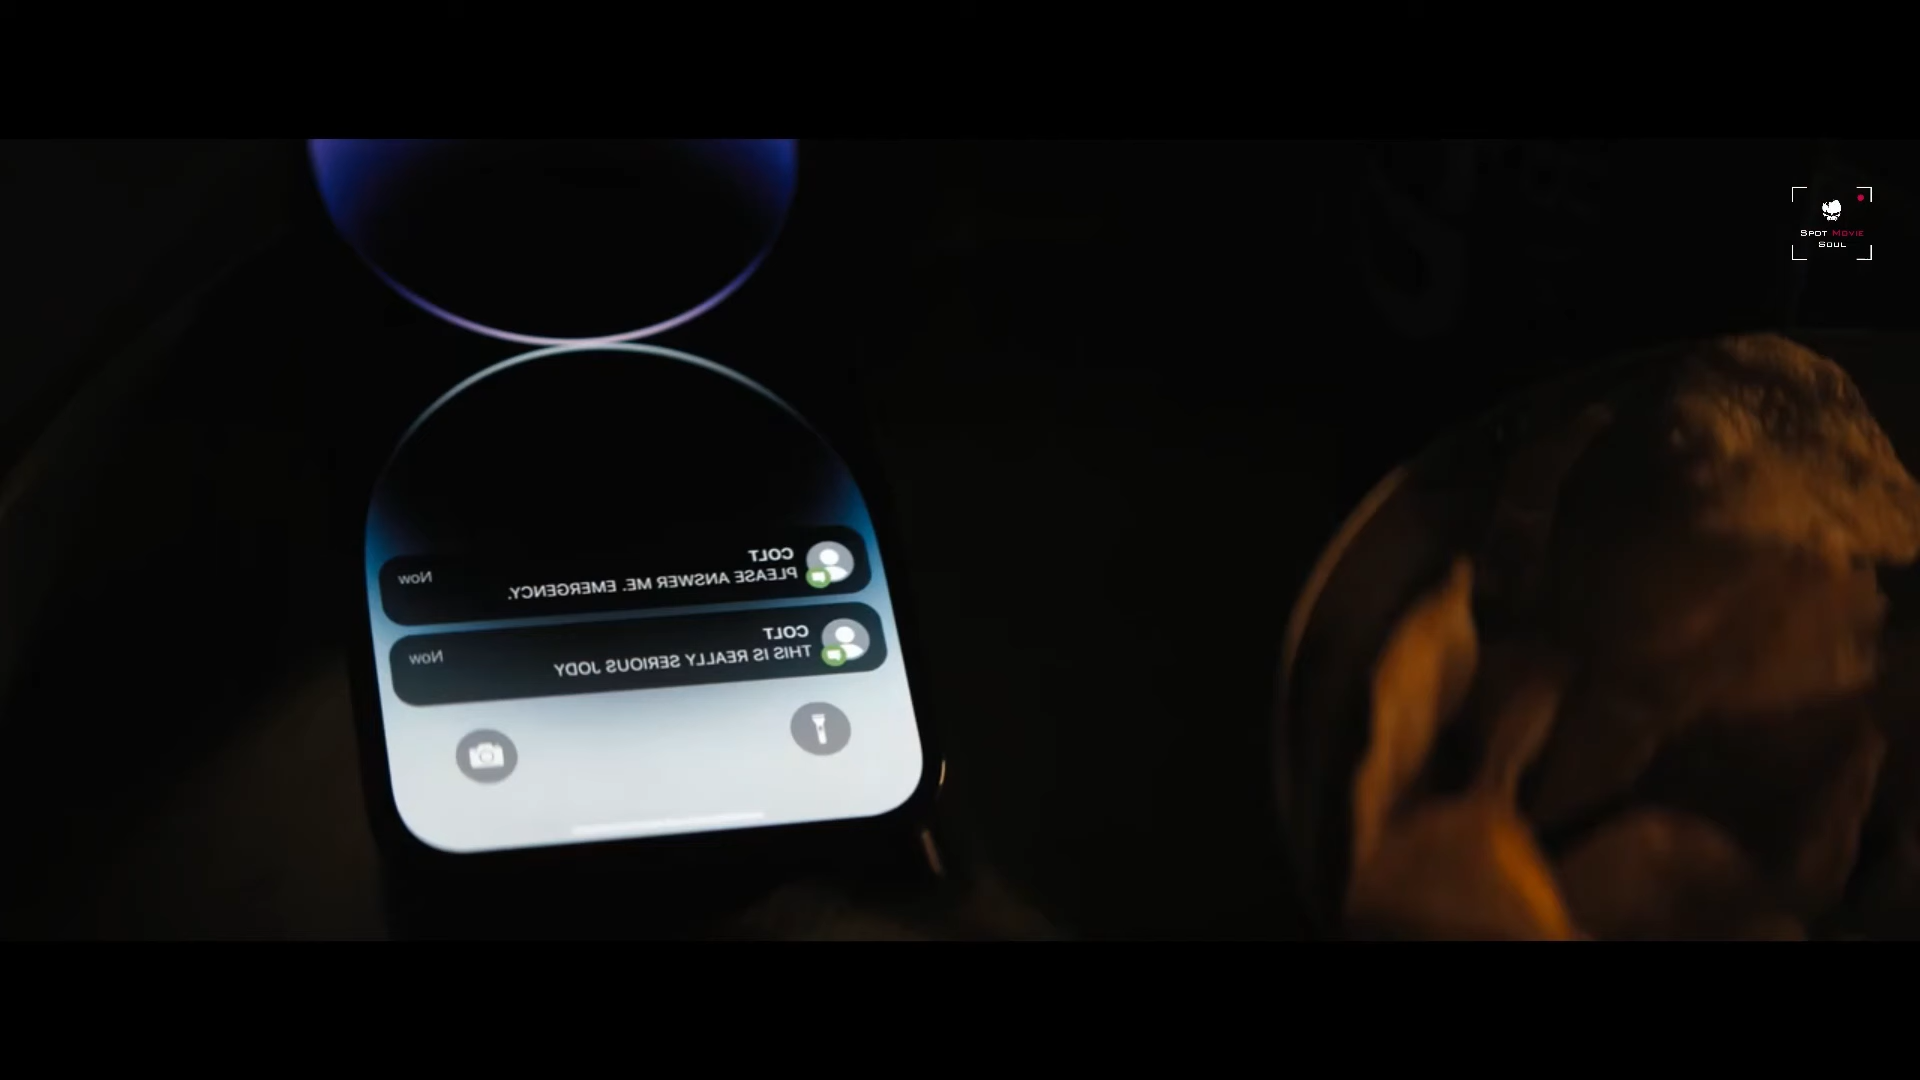 COLT
PLEASE ANSWER ME. EMERGENCY.
Now
COLT
THIS IS REALLY SERIOUS JODY
Now
SPOT MOVIE
SOUL